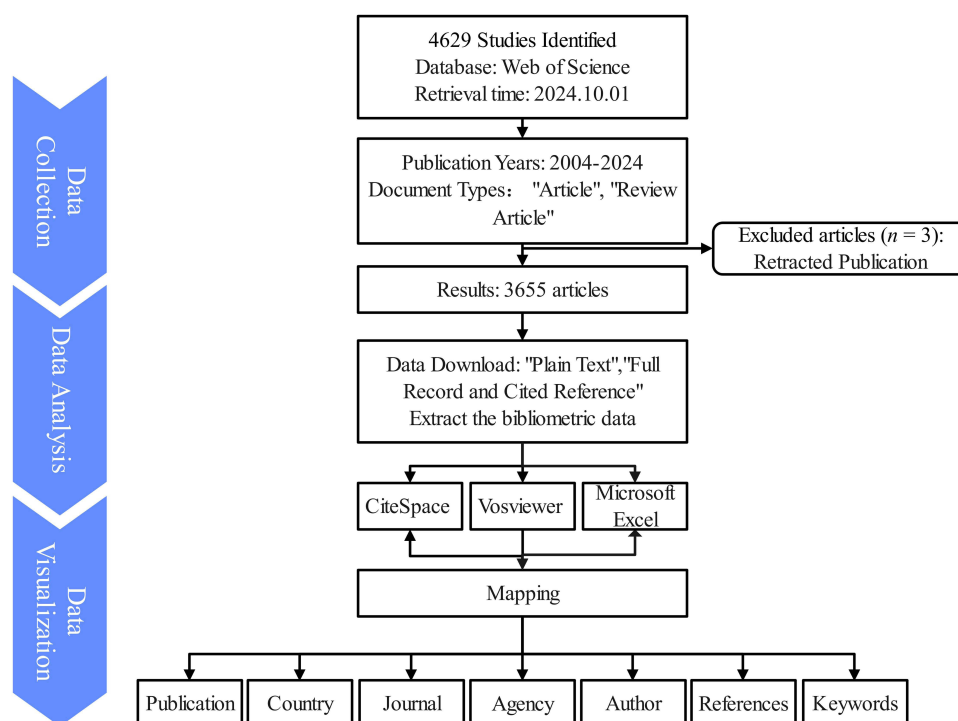 4629 Studies Identified
Database: Web of Science
Retrieval time: 2024.10.01
Data
Collection
Publication Years: 2004-2024
Document Types： "Article", "Review
Article"
Excluded articles (n = 3):
Retracted Publication
Results: 3655 articles
Data Analysis
Data Download: "Plain Text","Full
Record and Cited Reference"
Extract the bibliometric data
CiteSpace
Vosviewer
Microsoft
Excel
Data
Visualization
Mapping
Publication
Country
Journal
Agency
Author
References
Keywords